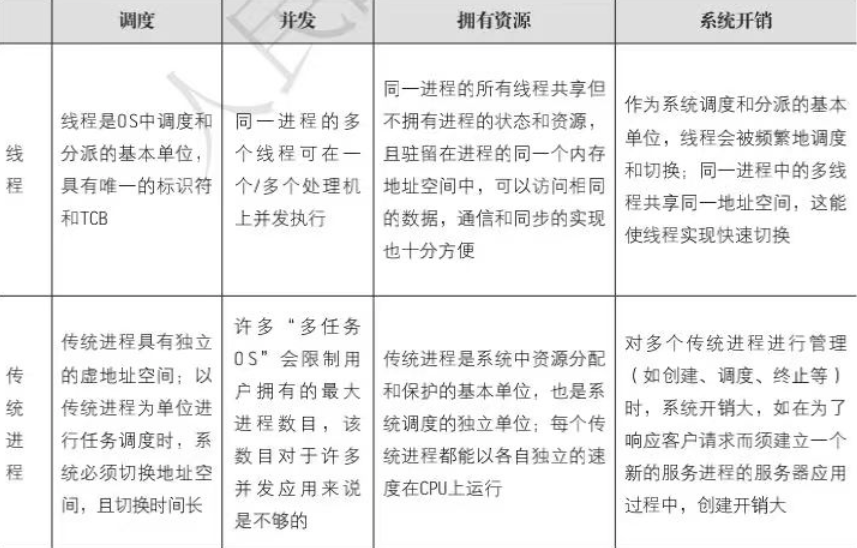 调度
并发
拥有资源
系统开销
线
程
线程是OS中调度和
分派的基本单位，
具有唯一的标识符
和TCB
同一进程的多
个线程可在一
个/多个处理机
上并发执行
同一进程的所有线程共享但
不拥有进程的状态和资源，
且驻留在进程的同一个内存
地址空间中，可以访问相同
的数据，通信和同步的实现
也十分方便
作为系统调度和分派的基本
单位，线程会被频繁地调度
和切换；同一进程中的多线
程共享同一地址空间，这能
使线程实现快速切换
传
统
进
程
传统进程具有独立
的虚地址空间；以
传统进程为单位进
行任务调度时，系
统必须切换地址空
间，且切换时间长
许多“多任务
OS”会限制用
户拥有的最大
进程数目，该
数目对于许多
并发应用来说
是不够的
传统进程是系统中资源分配
和保护的基本单位，也是系
统调度的独立单位；每个传
统进程都能以各自独立的速
度在CPU上运行
对多个传统进程进行管理
（如创建、调度、终止等）
时，系统开销大，如在为了
响应客户请求而须建立一个
新的服务进程的服务器应用
过程中，创建开销大